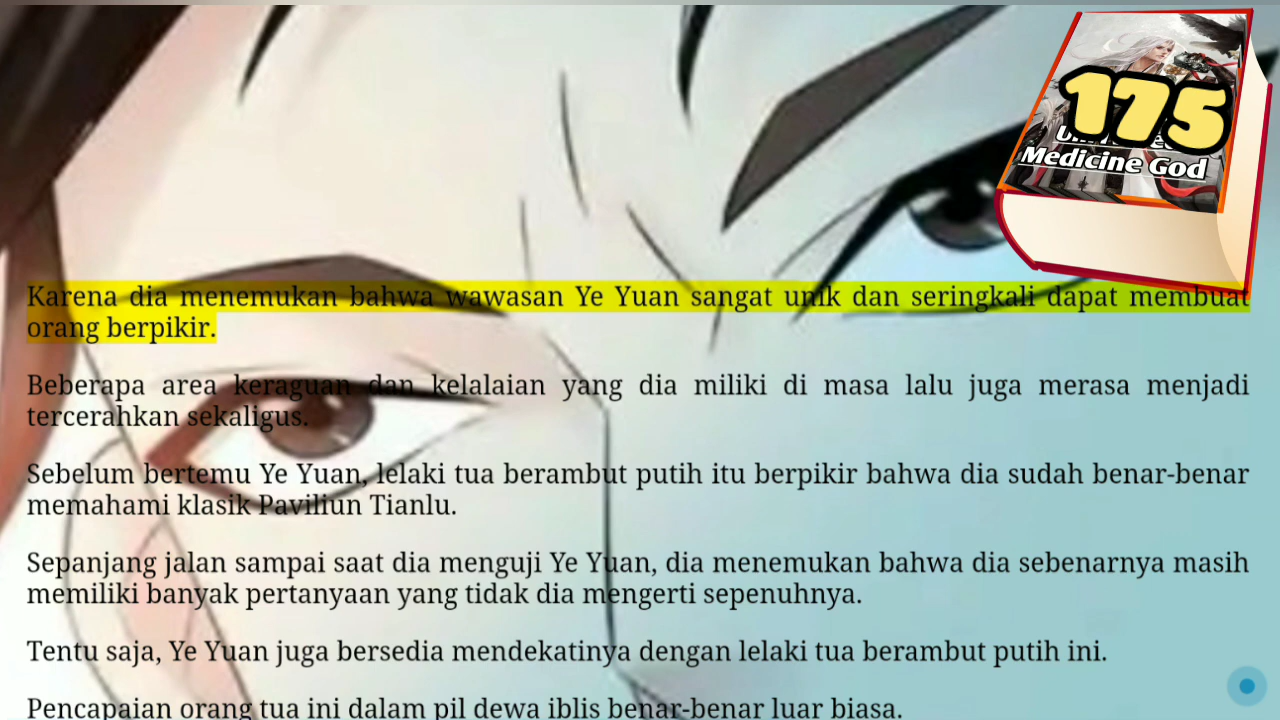 175
Medicine God
Karena dia menemukan bahwa wawasan Ye Yuan sangat unik dan seringkali dapat membuat
orang berpikir.
Beberapa area keraguan dan kelalaian yang dia miliki di masa lalu juga merasa menjadi
tercerahkan sekaligus.
Sebelum bertemu Ye Yuan, lelaki tua berambut putih itu berpikir bahwa dia sudah benar-benar
memahami klasik Paviliun Tianlu.
Sepanjang jalan sampai saat dia menguji Ye Yuan, dia menemukan bahwa dia sebenarnya masih
memiliki banyak pertanyaan yang tidak dia mengerti sepenuhnya.
Tentu saja, Ye Yuan juga bersedia mendekatinya dengan lelaki tua berambut putih ini.
Pencapaian orang tua ini dalam pil dewa iblis benar-benar luar biasa.